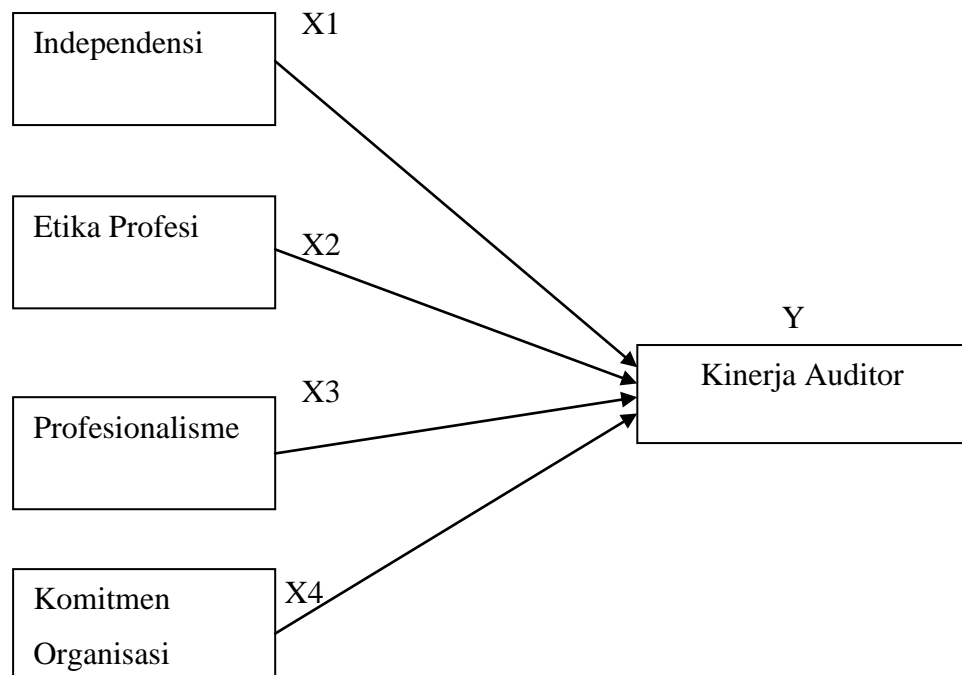 X1
Independensi
Etika Profesi
X2
Y
Kinerja Auditor
X3
Profesionalisme
X4
Komitmen
Organisasi